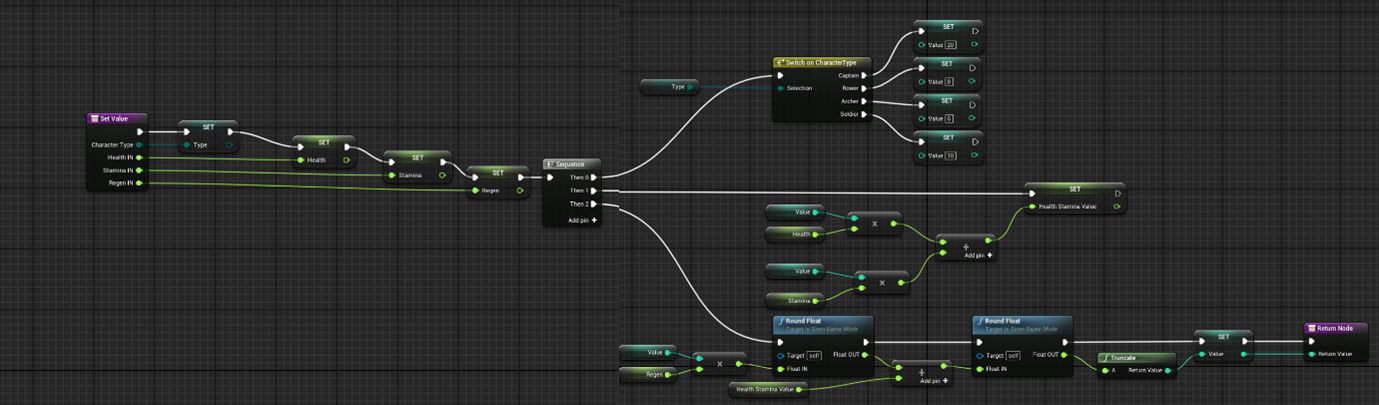 Set Value
Character Type
Health IN
Stamina IN
Regen IN
SET
Type
SET
Health
SET
Stamina
SET
Regen
Sequence
Then 0
Then 1
Then 2
Add pin +
Type
Switch on CharacterType
Selection
Captain
Rower
Archer
Soldier
SET
Value 20
SET
Value 8
SET
Value 6
SET
Value 10
SET
Health Stamina Value
Value
Health
×
Value
Stamina
×
+
Add pin +
Value
Regen
×
Health Stamina Value
f Round Float
Target is Siren Game Mode
Target self
Float OUT
Float IN
+
Add pin +
f Round Float
Target is Siren Game Mode
Target self
Float OUT
Float IN
f Truncate
A Return Value
SET
Value
Return Node
Return Value